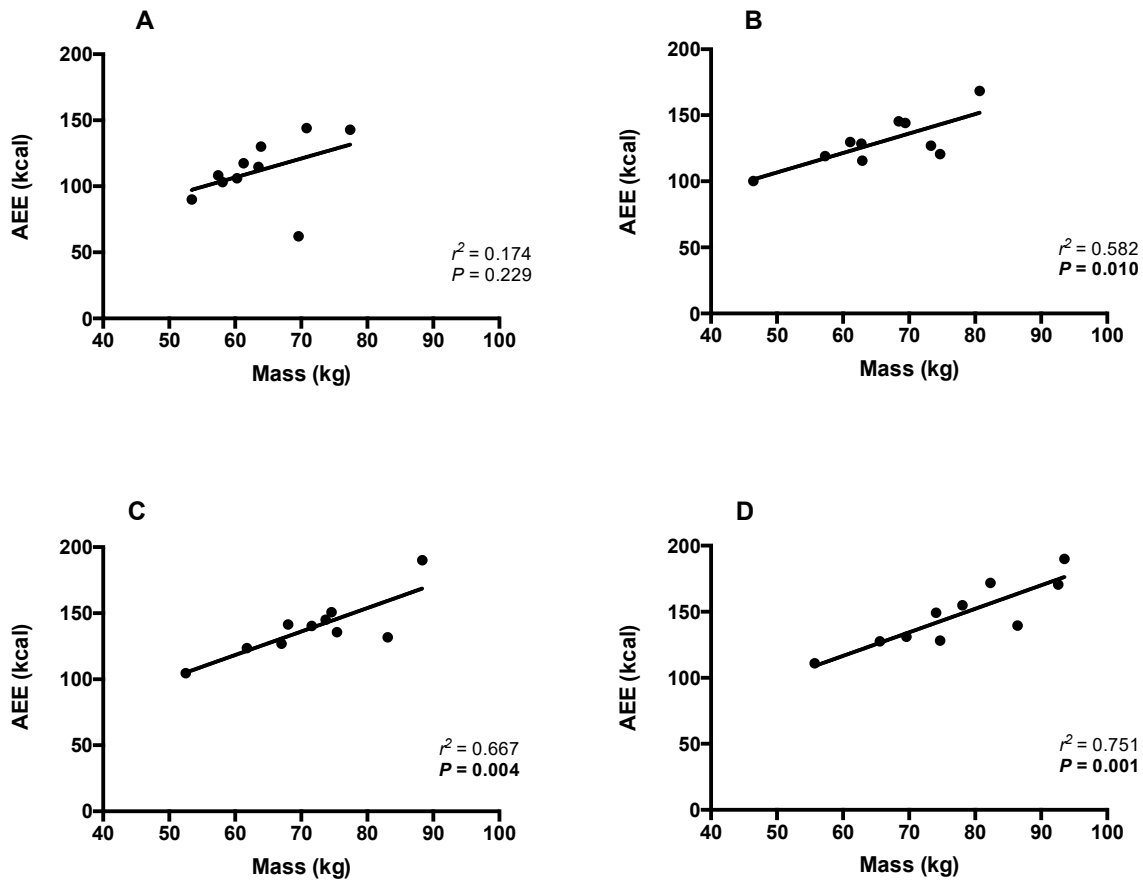 A
200
150
100
50
0
AEE (kcal)
40 50 60 70 80 90 100
Mass (kg)
r² = 0.174
P = 0.229
B
200
150
100
50
0
AEE (kcal)
40 50 60 70 80 90 100
Mass (kg)
r² = 0.582
P = 0.010
C
200
150
100
50
0
AEE (kcal)
40 50 60 70 80 90 100
Mass (kg)
r² = 0.667
P = 0.004
D
200
150
100
50
0
AEE (kcal)
40 50 60 70 80 90 100
Mass (kg)
r² = 0.751
P = 0.001